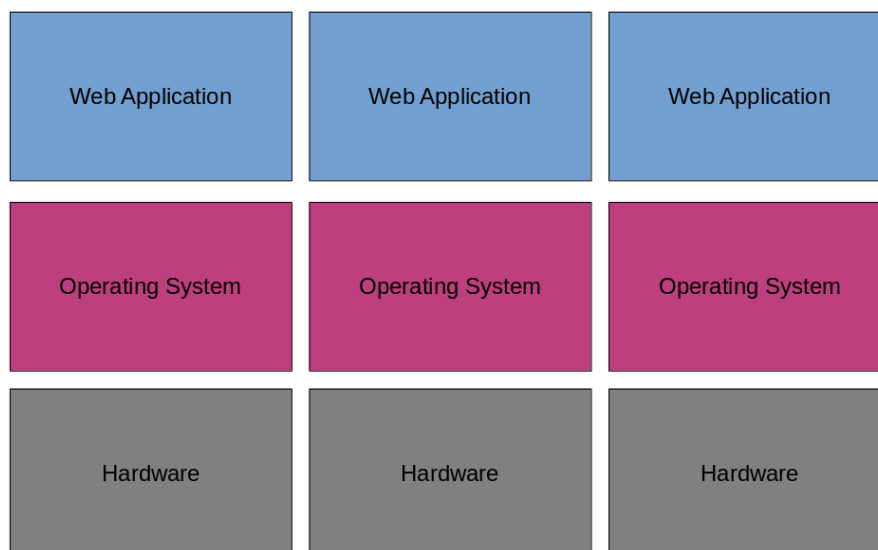 Web Application
Web Application
Web Application
Operating System
Operating System
Operating System
Hardware
Hardware
Hardware